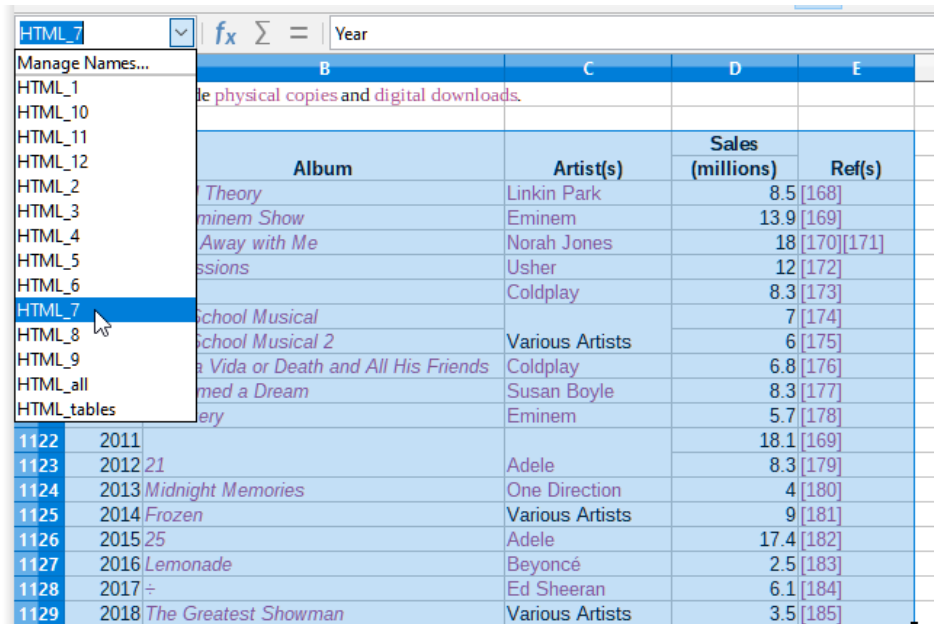 HTML_7 fx Σ = Year
Manage Names...
B C D E
HTML_1
de physical copies and digital downloads.
HTML_10
HTML_11
Sales
HTML_12
Album Artist(s) (millions) Ref(s)
HTML_2
Theory Linkin Park 8.5 [168]
HTML_3
minem Show Eminem 13.9 [169]
HTML_4
Away with Me Norah Jones 18 [170][171]
HTML_5
ssions Usher 12 [172]
HTML_6
Coldplay 8.3 [173]
HTML_7
School Musical 7 [174]
HTML_8
School Musical 2 Various Artists 6 [175]
HTML_9
a Vida or Death and All His Friends Coldplay 6.8 [176]
HTML_all
med a Dream Susan Boyle 8.3 [177]
HTML_tables
ery Eminem 5.7 [178]
1122 2011 18.1 [169]
1123 2012 21 Adele 8.3 [179]
1124 2013 Midnight Memories One Direction 4 [180]
1125 2014 Frozen Various Artists 9 [181]
1126 2015 25 Adele 17.4 [182]
1127 2016 Lemonade Beyoncé 2.5 [183]
1128 2017 ÷ Ed Sheeran 6.1 [184]
1129 2018 The Greatest Showman Various Artists 3.5 [185]